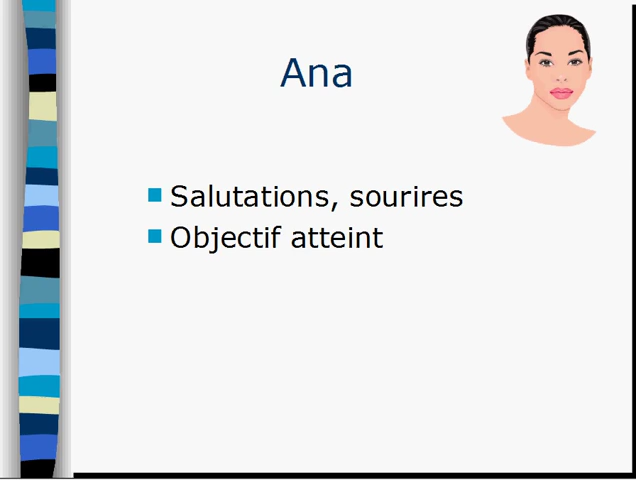 Ana
Salutations, sourires
Objectif atteint